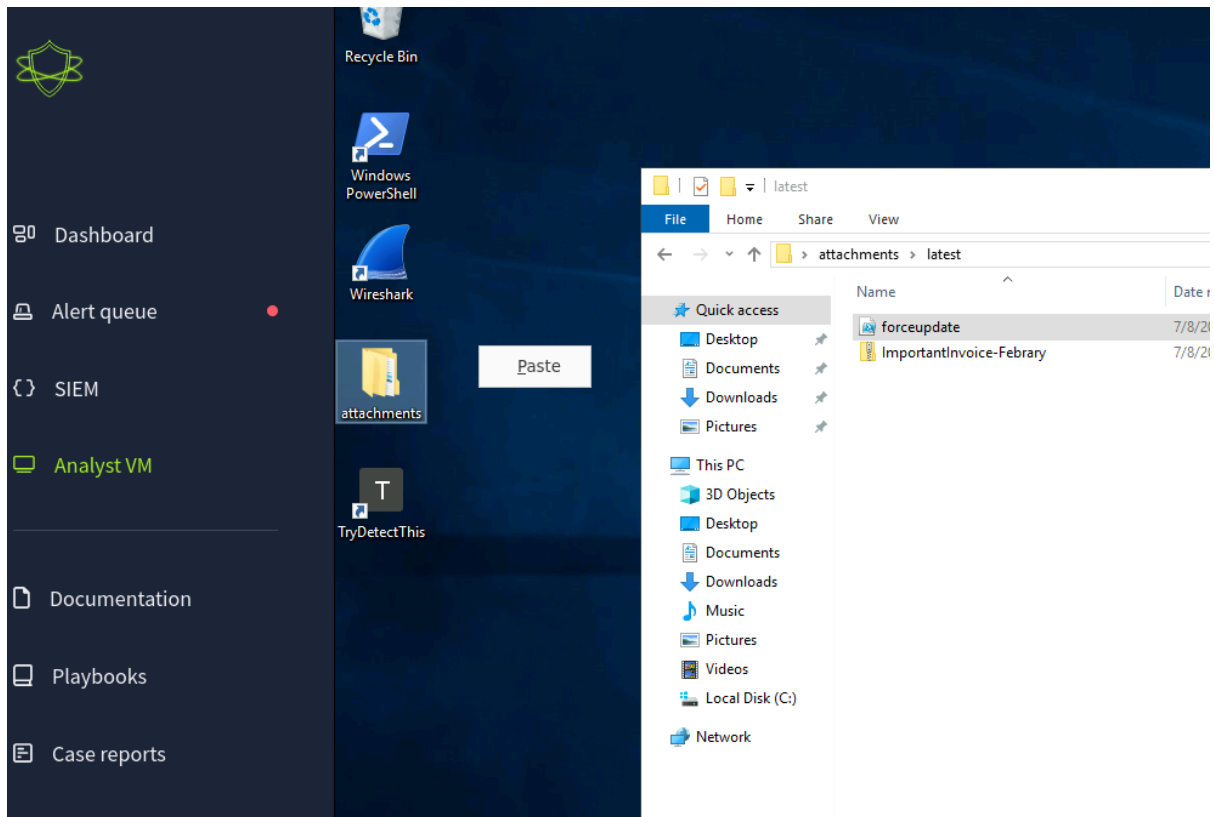 Dashboard
Alert queue
SIEM
Analyst VM
Documentation
Playbooks
Case reports
Recycle Bin
Windows
PowerShell
Wireshark
attachments
T
TryDetectThis
Paste
latest
File Home Share View
attachments > latest
Name Date
Quick access
Desktop
Documents
Downloads
Pictures
This PC
3D Objects
Desktop
Documents
Downloads
Music
Pictures
Videos
Local Disk (C:)
Network
forceupdate 7/8/20
ImportantInvoice-Febrary 7/8/20